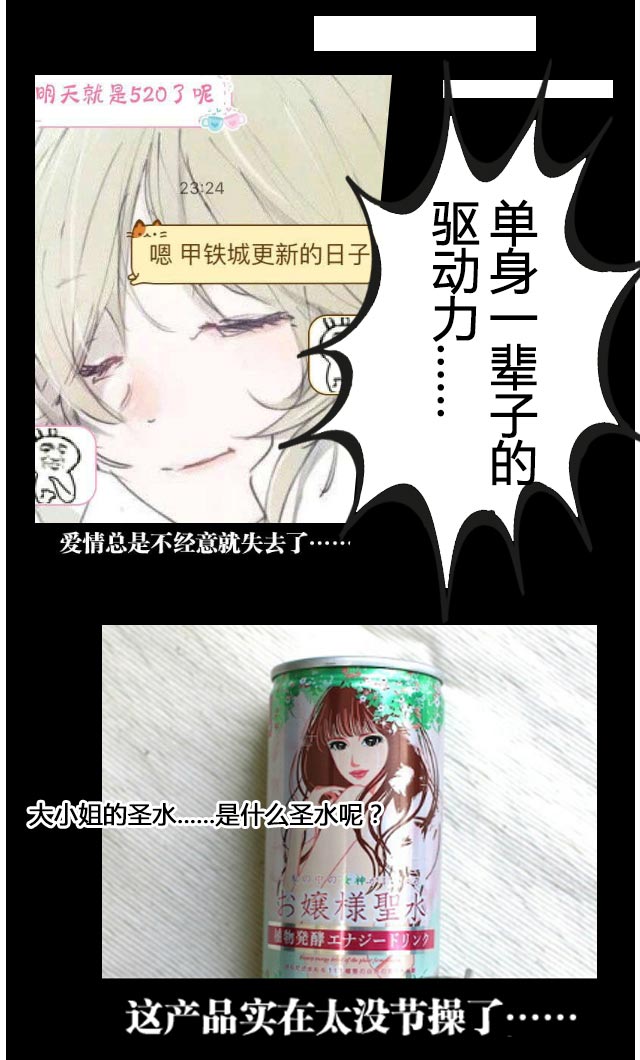 明天就是520了呢
23:24
嗯 甲铁城更新的日子
单身一辈子的
驱动力……
爱情总是不经意就失去了……
大小姐的圣水……是什么圣水呢？
お嬢様聖水
植物発酵エナジードリンク
这产品实在太没节操了……